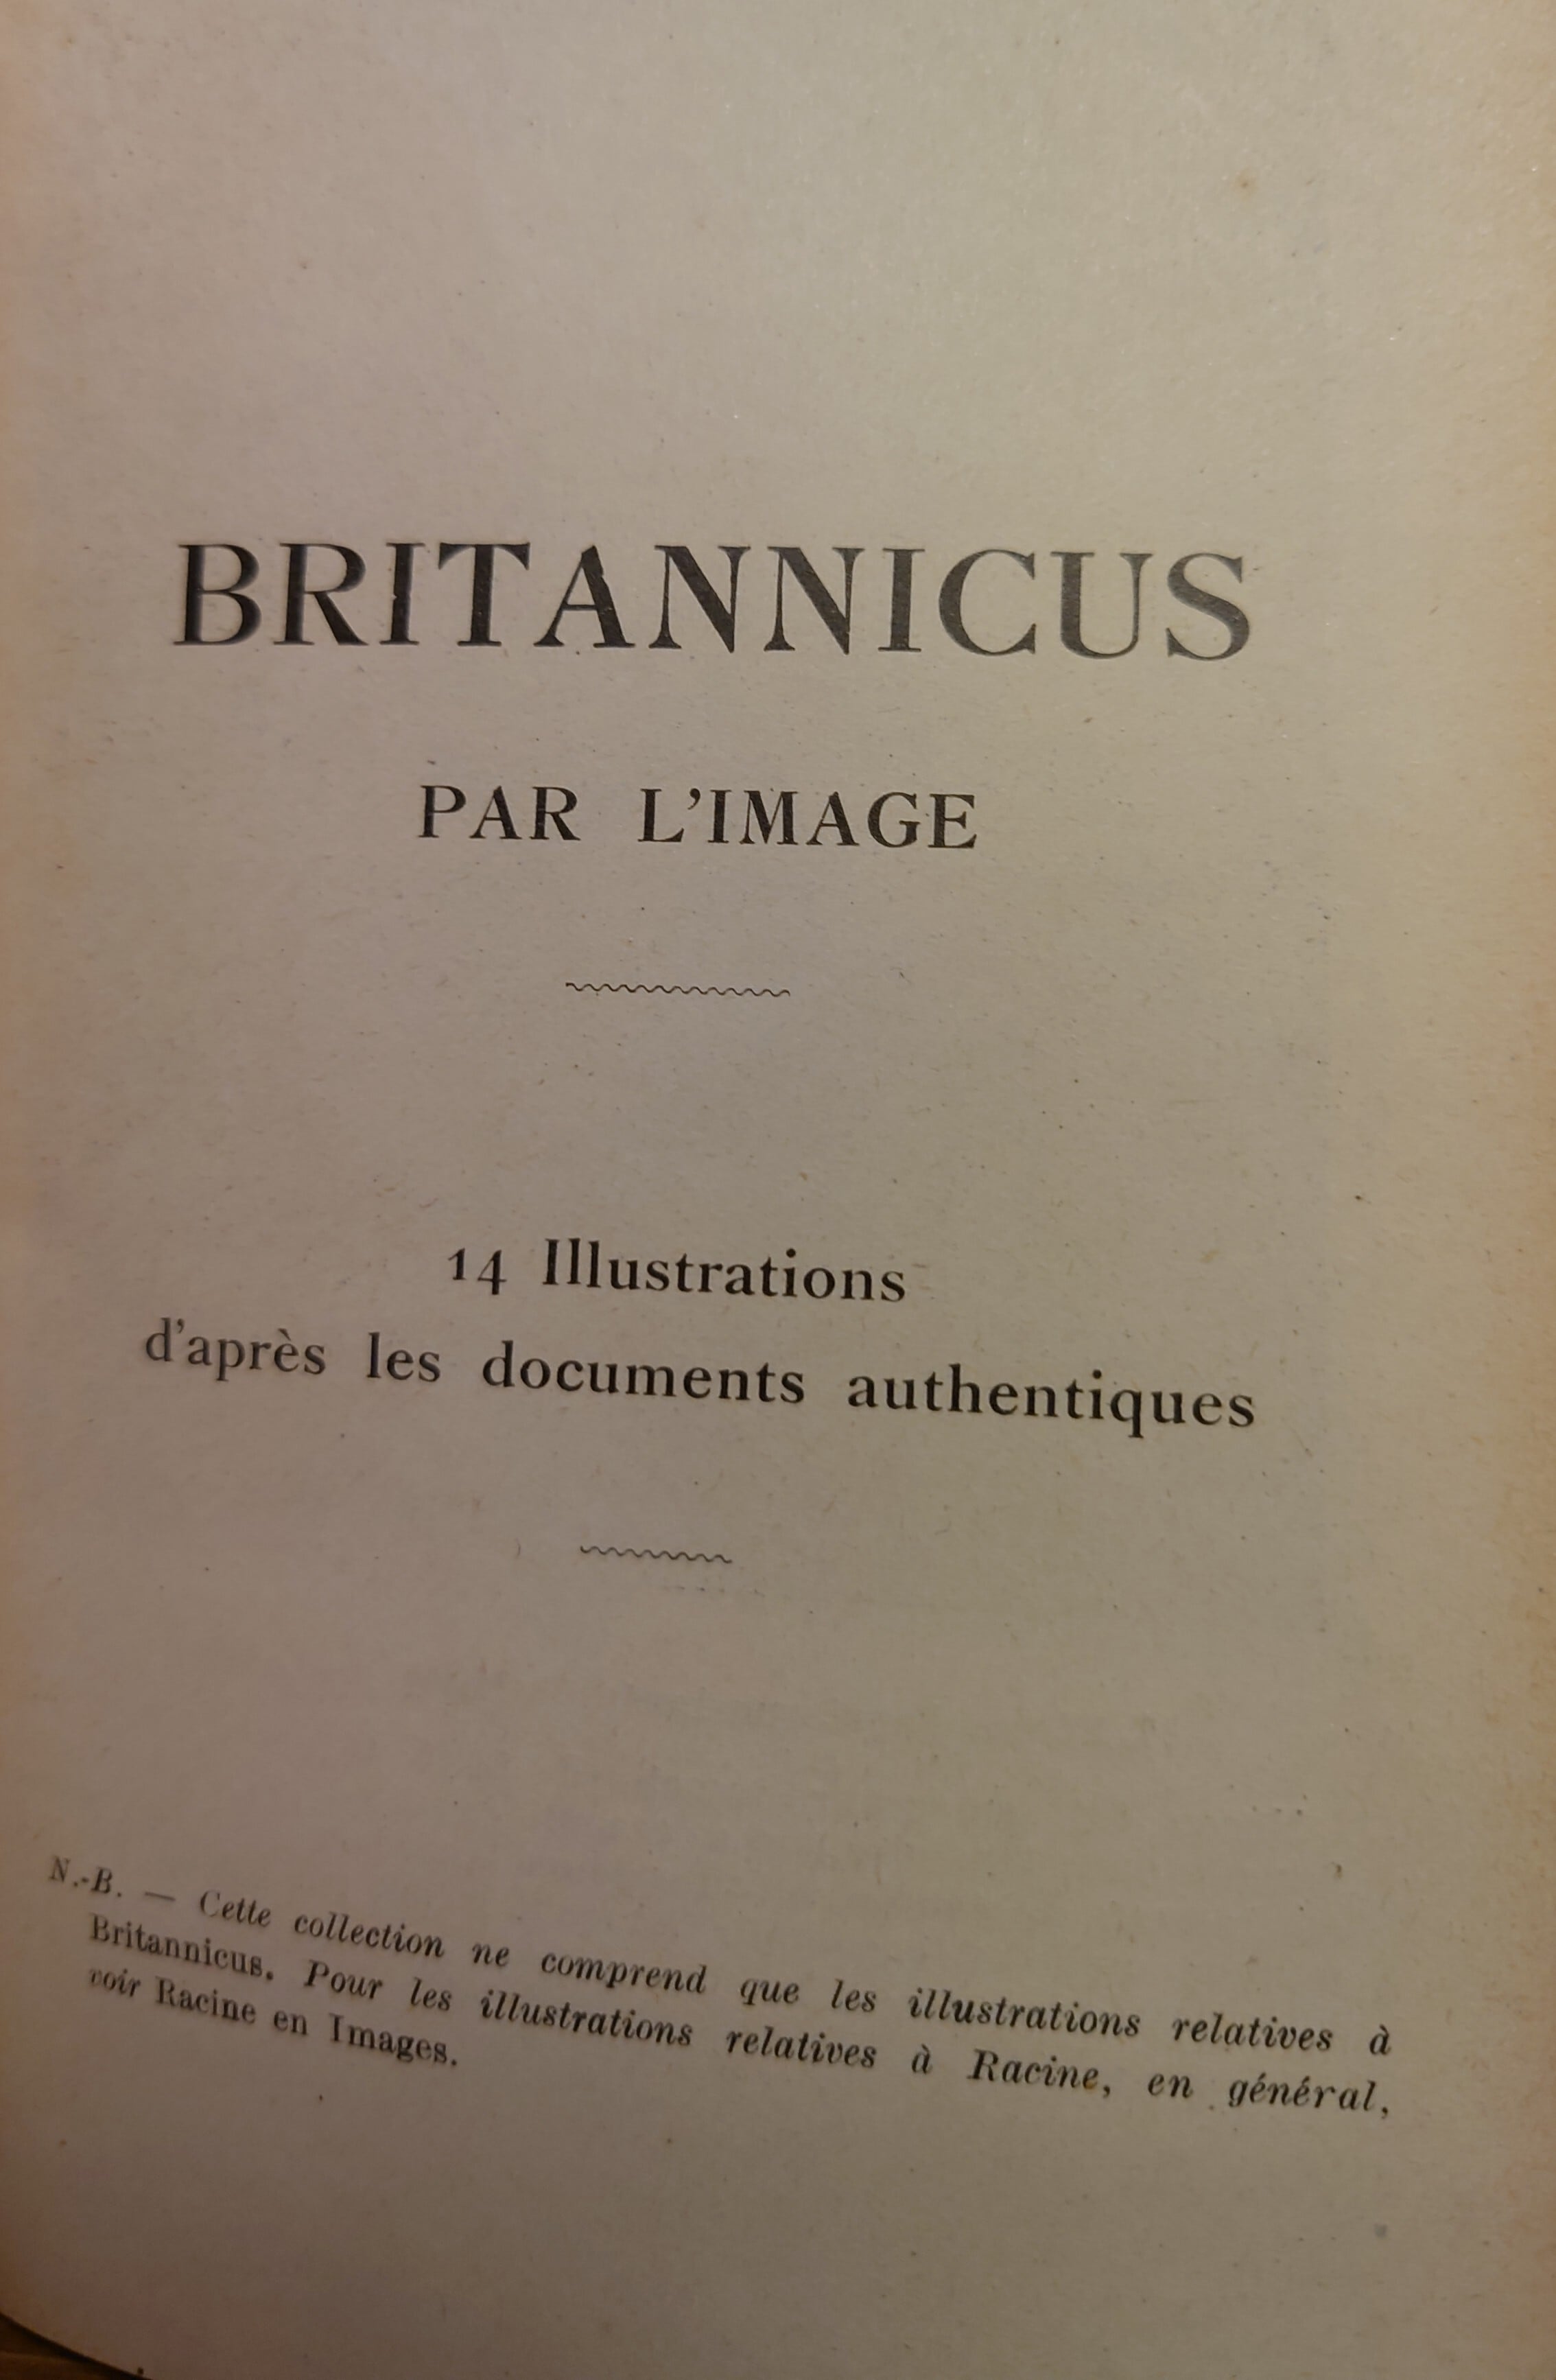 BRITANNICUS
PAR L'IMAGE
14 Illustrations
d'après les documents authentiques
N.-B. — Cette collection ne comprend que les illustrations relatives à
Britannicus. Pour les illustrations relatives à Racine, en général,
voir Racine en Images.